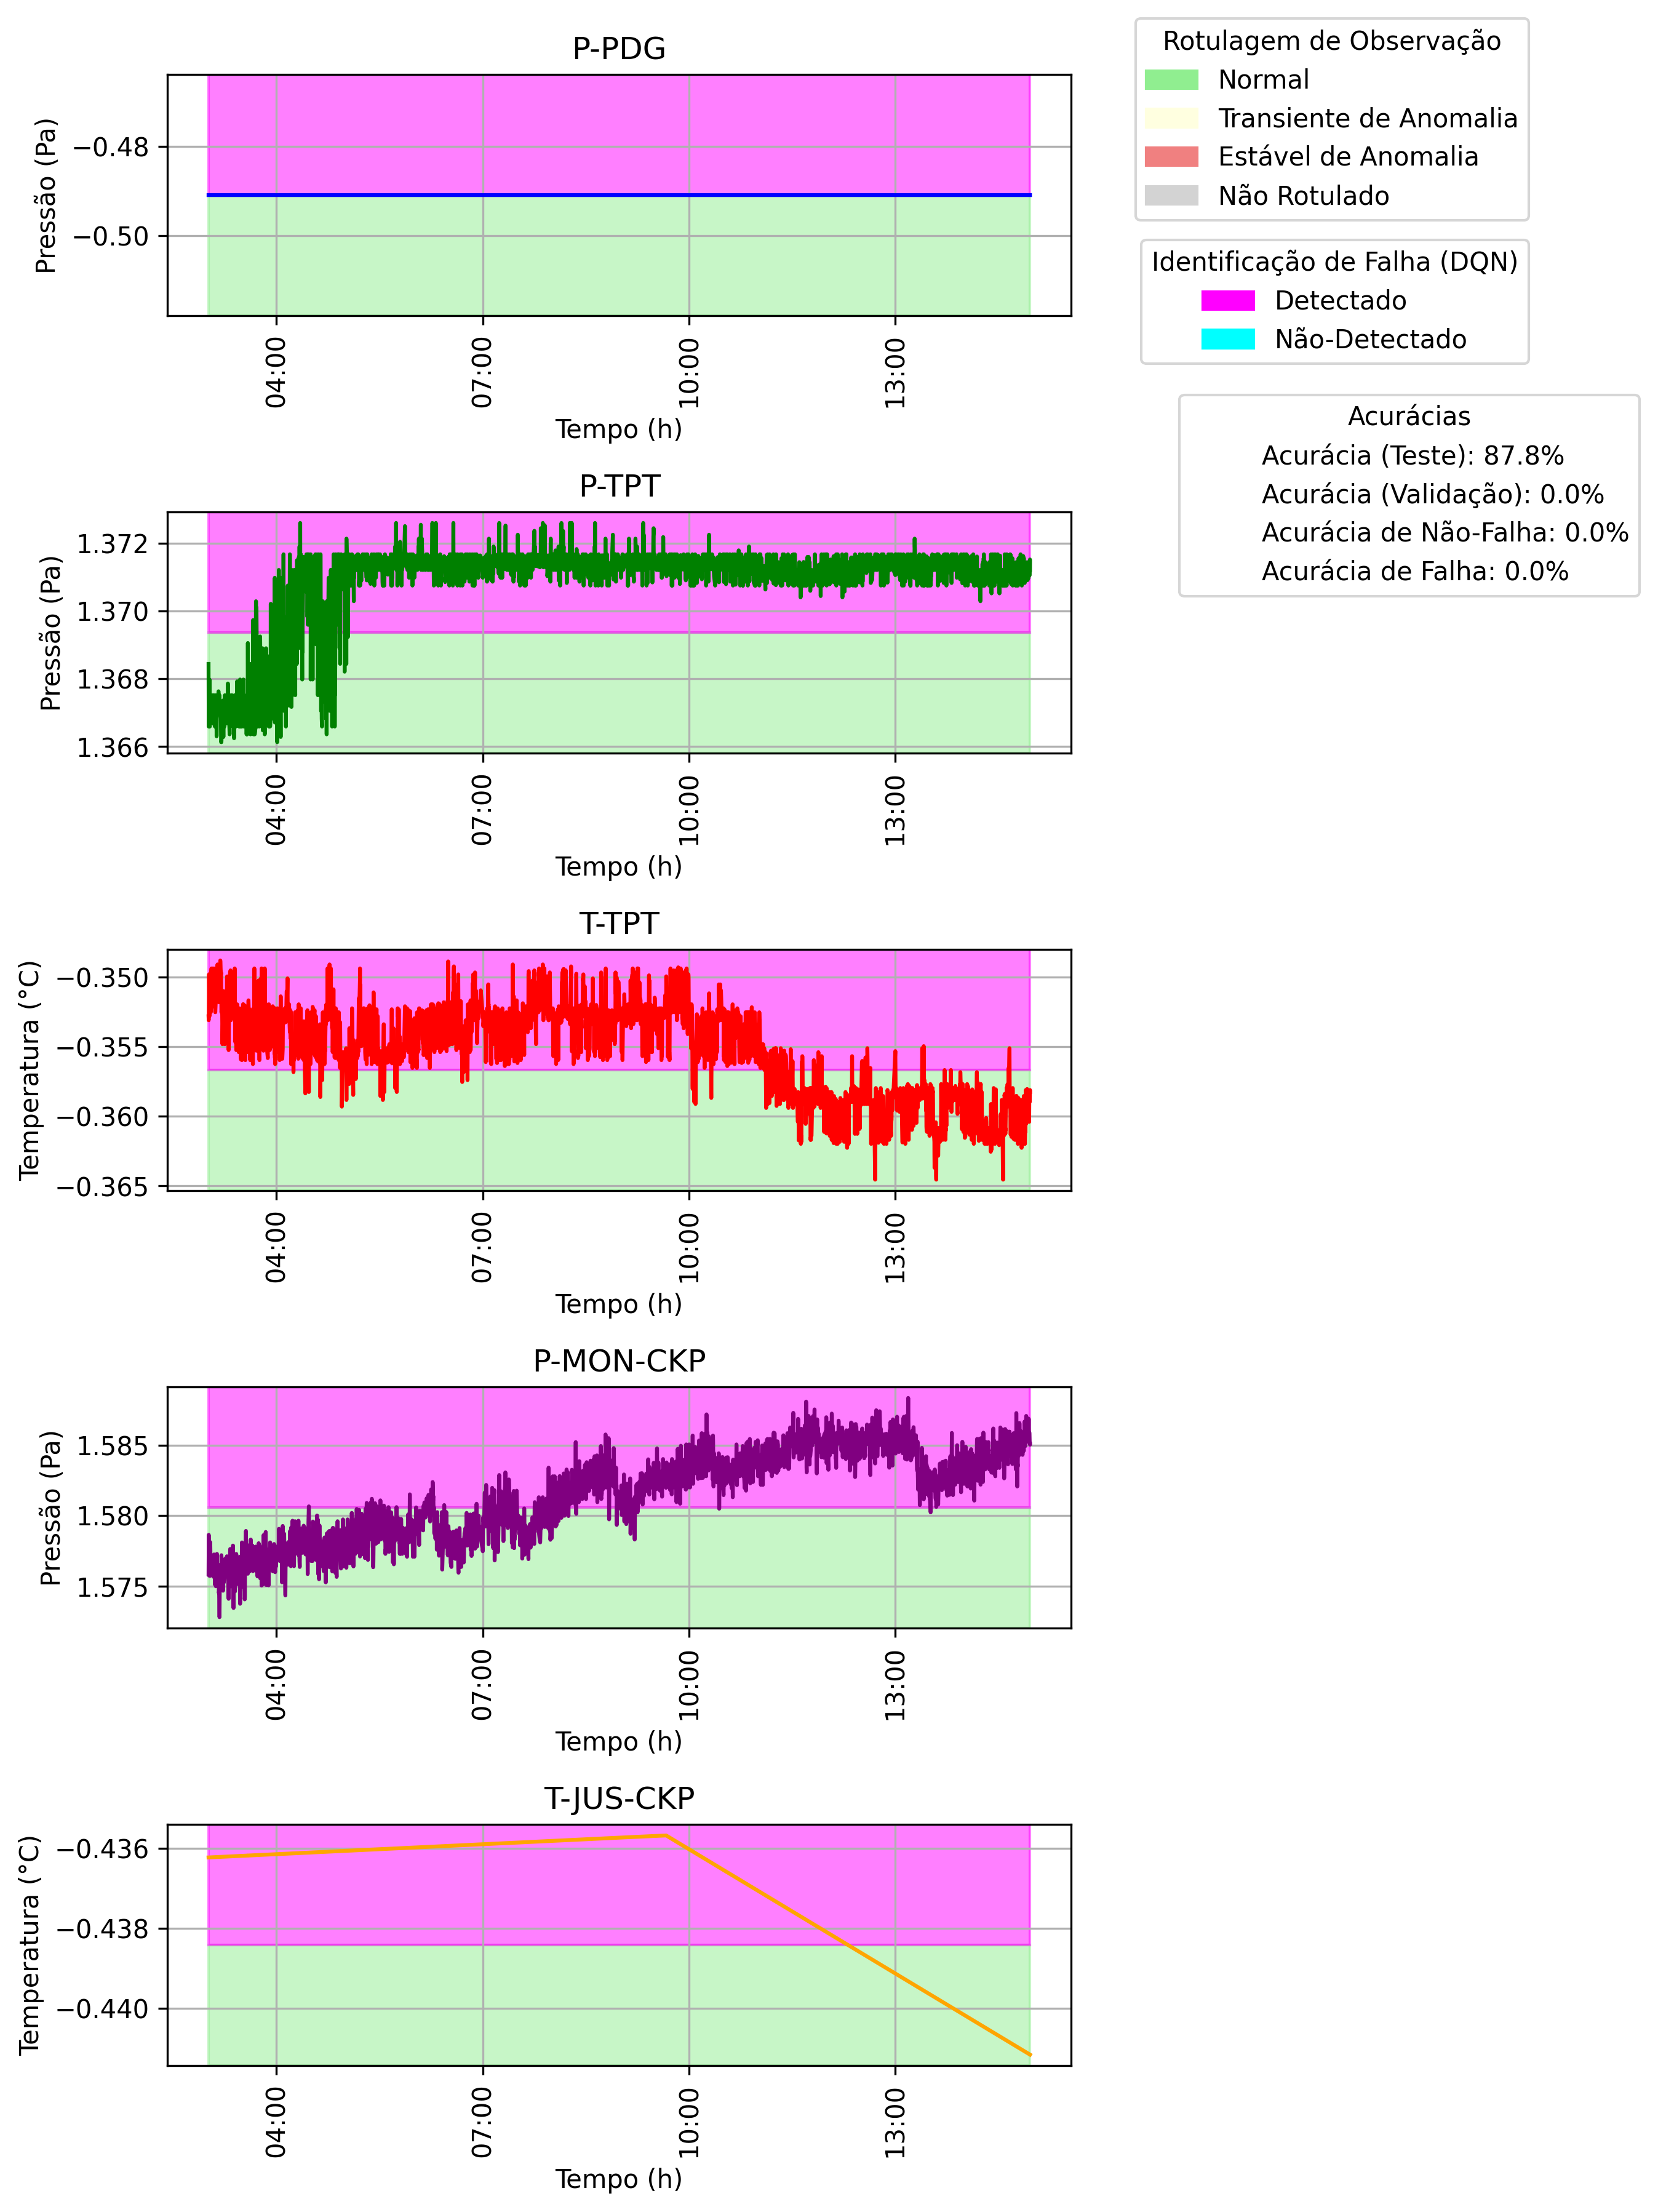 P-PDG
Pressão (Pa)
−0.48
−0.50
04:00
07:00
10:00
13:00
Tempo (h)
Rotulagem de Observação
Normal
Transiente de Anomalia
Estável de Anomalia
Não Rotulado
Identificação de Falha (DQN)
Detectado
Não-Detectado
Acurácias
Acurácia (Teste): 87.8%
Acurácia (Validação): 0.0%
Acurácia de Não-Falha: 0.0%
Acurácia de Falha: 0.0%
P-TPT
Pressão (Pa)
1.372
1.370
1.368
1.366
04:00
07:00
10:00
13:00
Tempo (h)
T-TPT
Temperatura (°C)
−0.350
−0.355
−0.360
−0.365
04:00
07:00
10:00
13:00
Tempo (h)
P-MON-CKP
Pressão (Pa)
1.585
1.580
1.575
04:00
07:00
10:00
13:00
Tempo (h)
T-JUS-CKP
Temperatura (°C)
−0.436
−0.438
−0.440
04:00
07:00
10:00
13:00
Tempo (h)